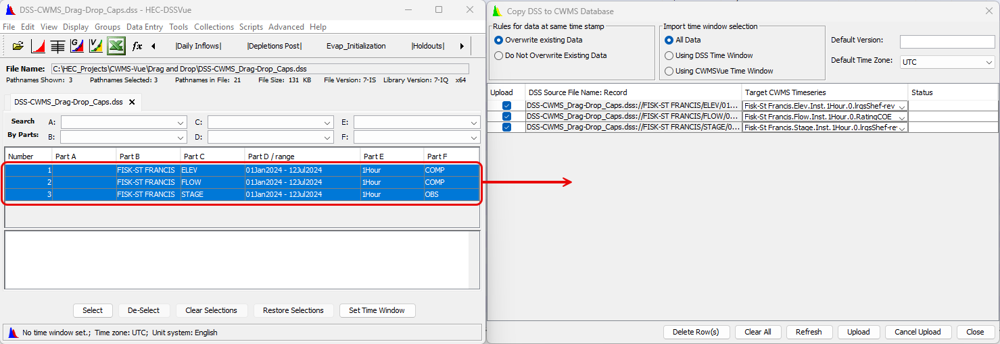 DSS-CWMS_Drag-Drop_Caps.dss - HEC-DSSVue
File Edit View Display Groups Data Entry Tools Collections Scripts Advanced Help
G V X fx |Daily Inflows| |Depletions Post| Evap_Initialization |Holdouts|
File Name: C:\HEC_Projects\CWMS-Vue\Drag and Drop\DSS-CWMS_Drag-Drop_Caps.dss
Pathnames Shown: 3 Pathnames Selected: 3 Pathnames in File: 21 File Size: 131 KB File Version: 7-IS Library Version: 7-IQ x64
DSS-CWMS_Drag-Drop_Caps.dss
Search A: C: E:
By Parts: B: D: F:
Number Part A Part B Part C Part D / range Part E Part F
1 FISK-ST FRANCIS ELEV 01Jan2024 - 12Jul2024 1Hour COMP
2 FISK-ST FRANCIS FLOW 01Jan2024 - 12Jul2024 1Hour COMP
3 FISK-ST FRANCIS STAGE 01Jan2024 - 12Jul2024 1Hour OBS
Select De-Select Clear Selections Restore Selections Set Time Window
No time window set.; Time zone: UTC; Unit system: English
Copy DSS to CWMS Database
Rules for data at same time stamp
Overwrite existing Data
Do Not Overwrite Existing Data
Import time window selection
All Data
Using DSS Time Window
Using CWMSVue Time Window
Default Version:
Default Time Zone: UTC
Upload DSS Source File Name: Record Target CWMS Timeseries Status
DSS-CWMS_Drag-Drop_Caps.dss://FISK-ST FRANCIS/ELEV/01... Fisk-St Francis.Elev.Inst.1Hour.0.lrgsShef-rev
DSS-CWMS_Drag-Drop_Caps.dss://FISK-ST FRANCIS/FLOW/0... Fisk-St Francis.Flow.Inst.1Hour.0.RatingCOE
DSS-CWMS_Drag-Drop_Caps.dss://FISK-ST FRANCIS/STAGE/0... Fisk-St Francis.Stage.Inst.1Hour.0.lrgsShef-rev
Delete Row(s) Clear All Refresh Upload Cancel Upload Close